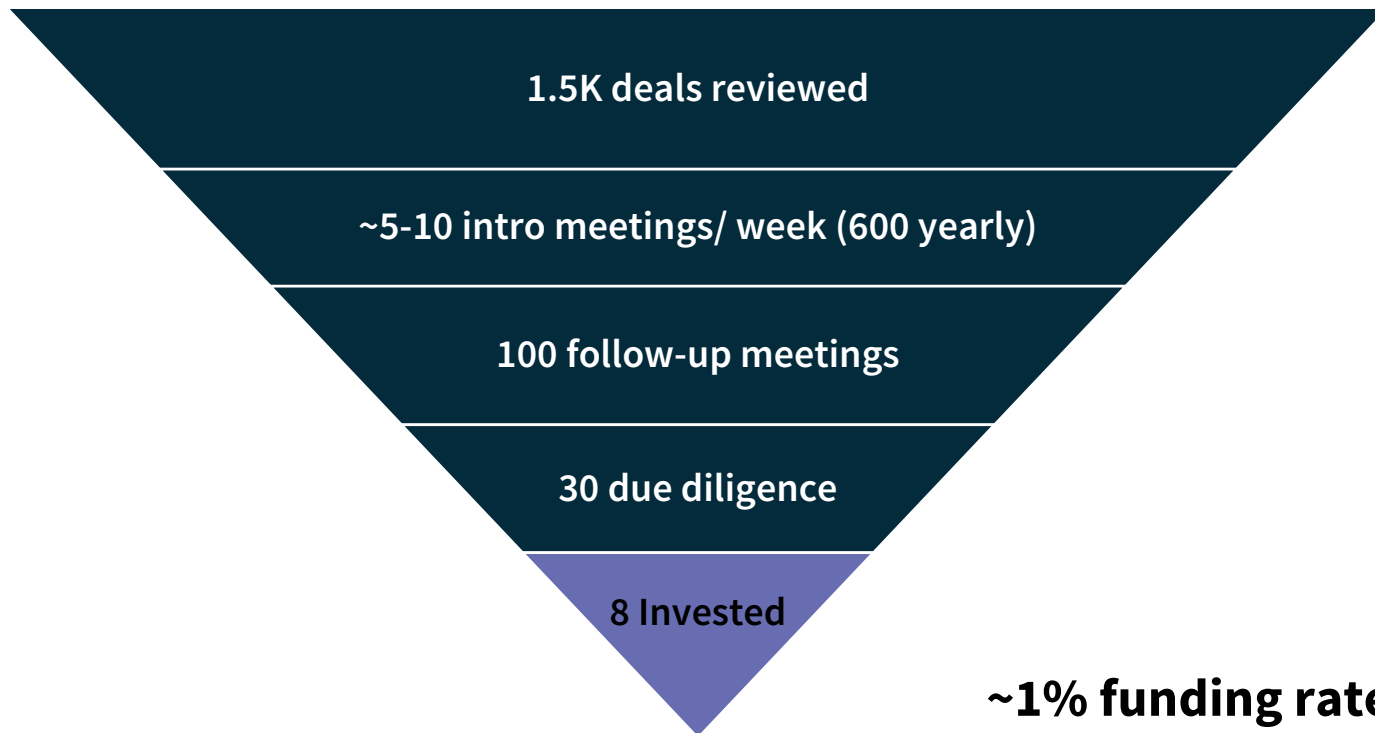 1.5K deals reviewed
~5-10 intro meetings/ week (600 yearly)
100 follow-up meetings
30 due diligence
8 Invested
~1% funding rate